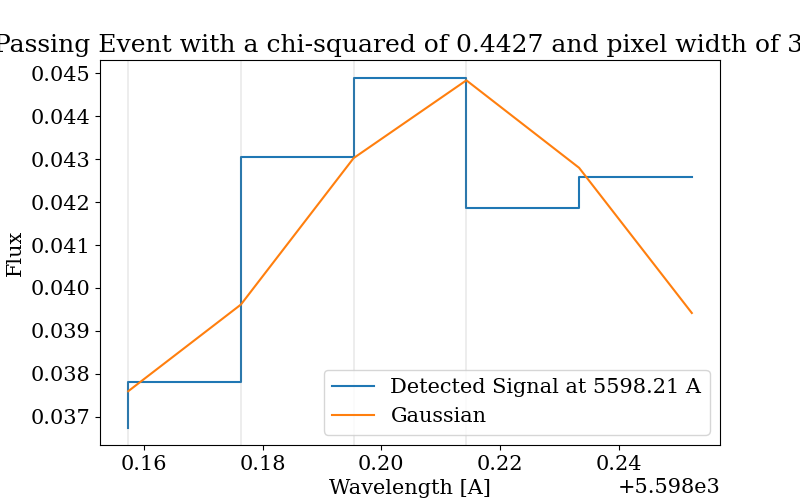 Passing Event with a chi-squared of 0.4427 and pixel width of 3
0.045
0.044
0.043
0.042
0.041
0.040
0.039
0.038
0.037
Flux
Detected Signal at 5598.21 A
Gaussian
0.16 0.18 0.20 0.22 0.24
Wavelength [A]
+5.598e3